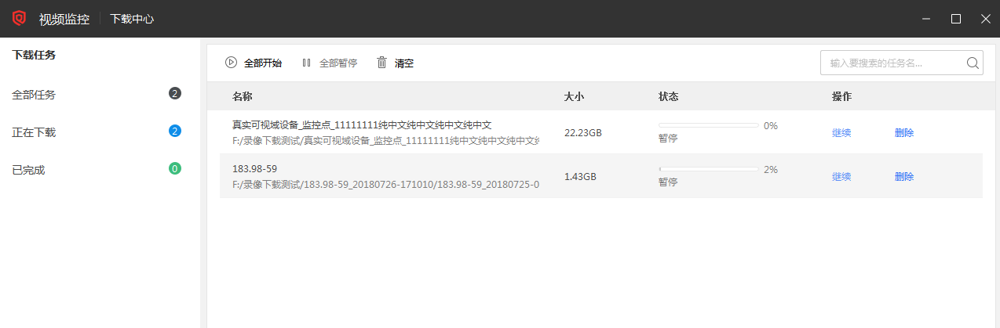 视频监控 下载中心
下载任务
全部任务 2
正在下载 2
已完成 0
全部开始 全部暂停 清空 输入要搜索的任务名...
名称 大小 状态 操作
真实可视域设备_监控点_11111111纯中文纯中文纯中文纯中文 22.23GB 0% 继续 删除
F:/录像下载测试/真实可视域设备_监控点_11111111纯中文纯中文纯中文纟 暂停
183.98-59 1.43GB 2% 继续 删除
F:/录像下载测试/183.98-59_20180726-171010/183.98-59_20180725-0 暂停